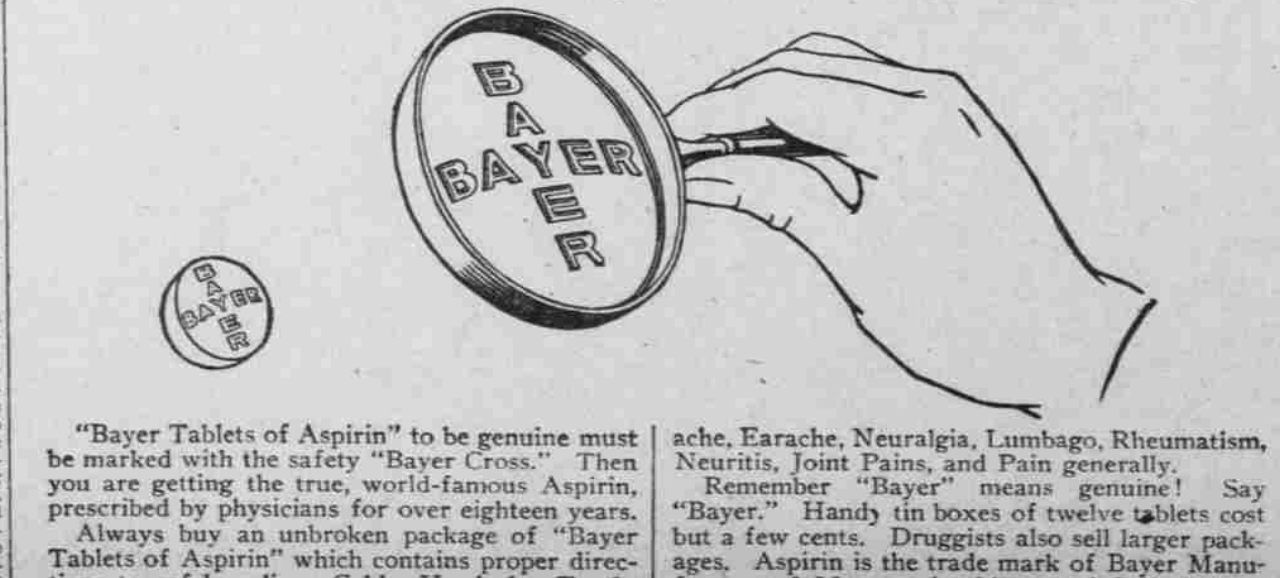 B
A
BAYER
E
R
B
A
BAYER
E
R
"Bayer Tablets of Aspirin" to be genuine must
be marked with the safety "Bayer Cross." Then
you are getting the true, world-famous Aspirin,
prescribed by physicians for over eighteen years.
Always buy an unbroken package of "Bayer
Tablets of Aspirin" which contains proper direc-
ache, Earache, Neuralgia, Lumbago, Rheumatism,
Neuritis, Joint Pains, and Pain generally.
Remember "Bayer" means genuine! Say
"Bayer." Handy tin boxes of twelve tablets cost
but a few cents. Druggists also sell larger pack-
ages. Aspirin is the trade mark of Bayer Manu-